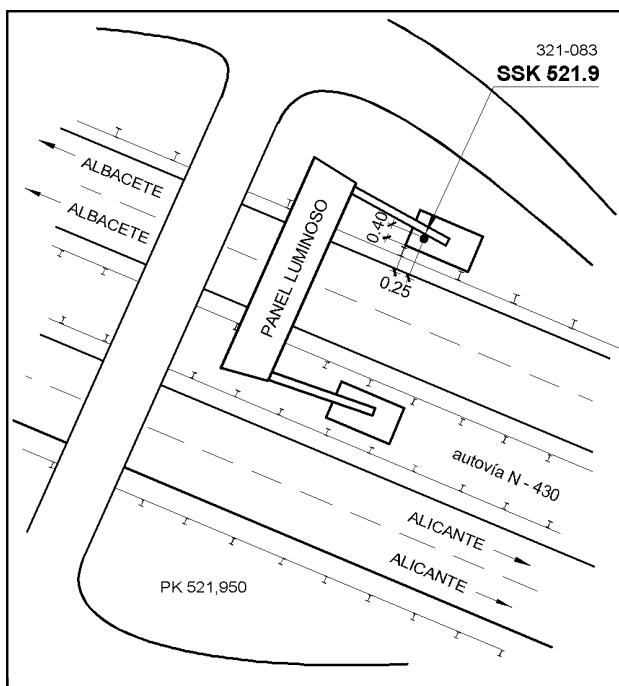 321-083
SSK 521.9
ALBACETE
ALBACETE
PANEL LUMINOSO
0.40
0.25
autovía N - 430
ALICANTE
ALICANTE
PK 521,950